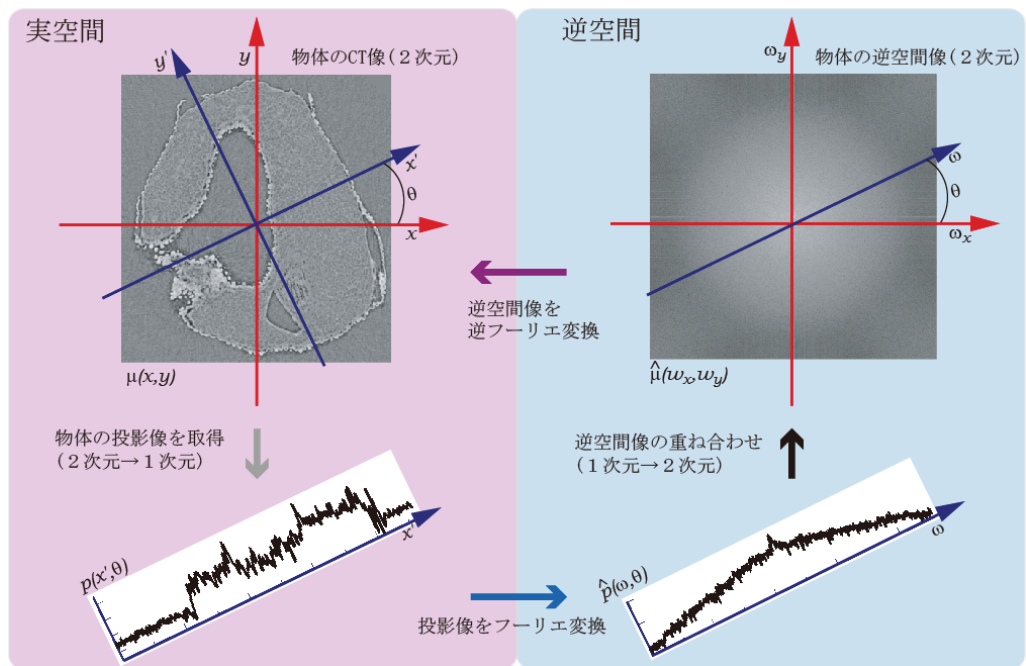 実空間
物体のCT像(２次元)
y
y'
x'
θ
x
μ(x,y)
逆空間
物体の逆空間像(２次元)
ω_y
ω
θ
ω_x
μ̂(w_x,w_y)
逆空間像を
逆フーリエ変換
物体の投影像を取得
(２次元→１次元)
p(x',θ)
x'
逆空間像の重ね合わせ
(１次元→２次元)
p̂(ω,θ)
ω
投影像をフーリエ変換